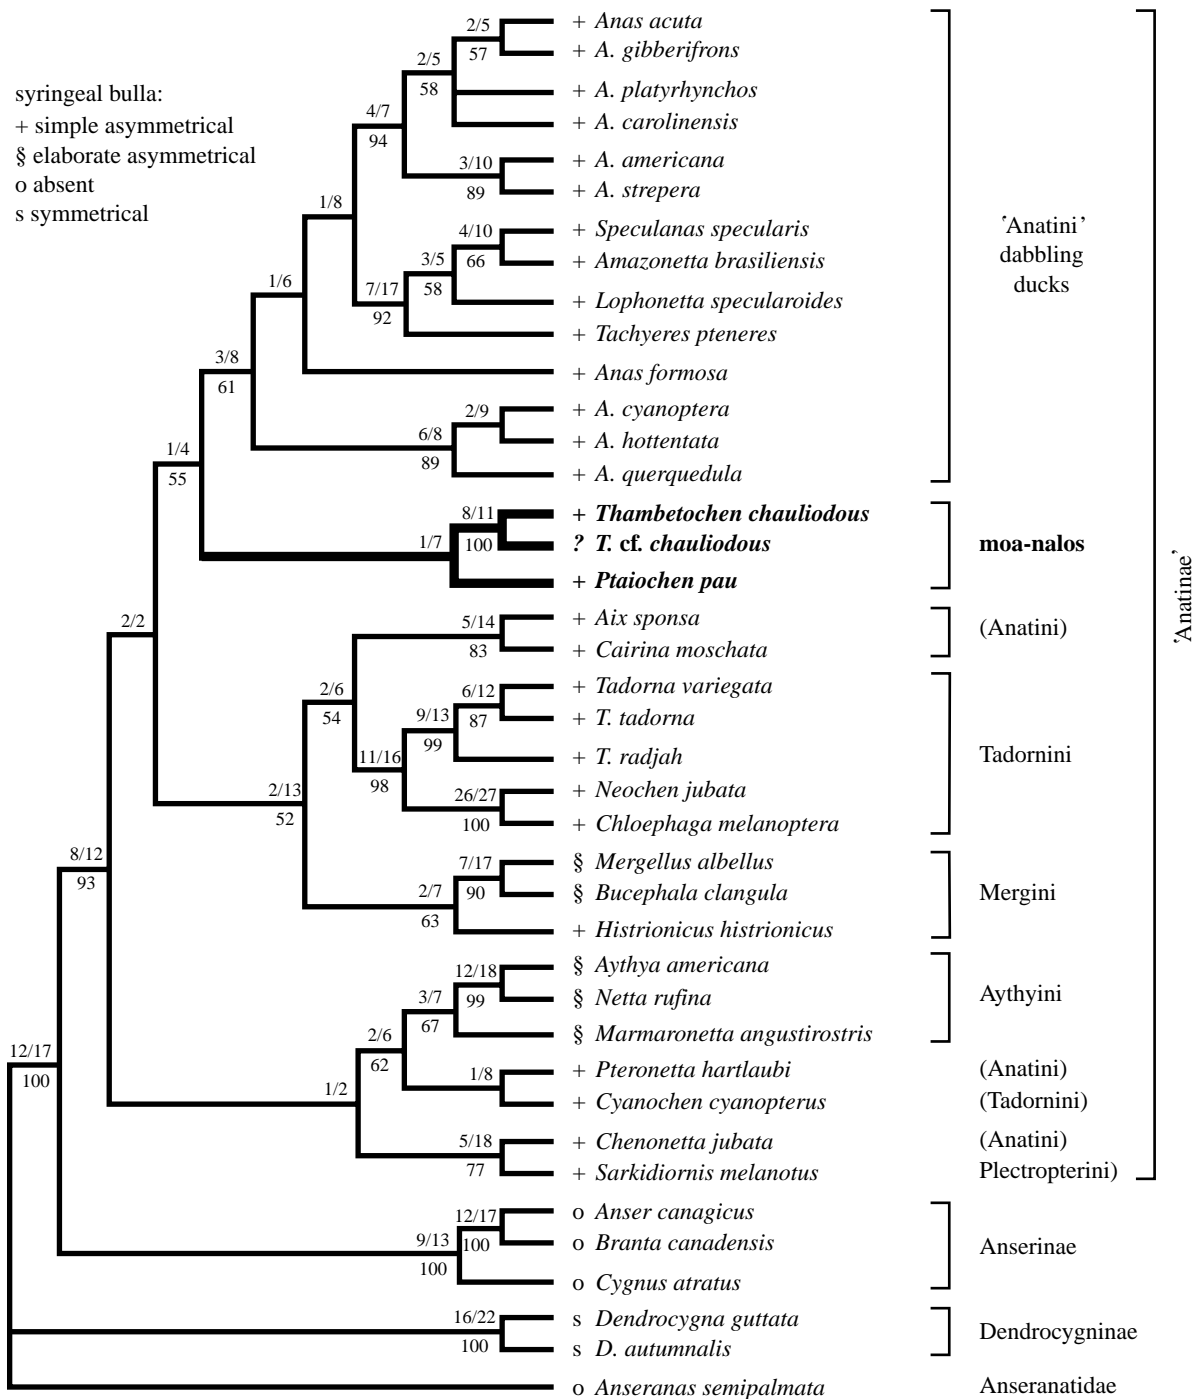 syringeal bulla:
+ simple asymmetrical
§ elaborate asymmetrical
o absent
s symmetrical
2/5
57
2/5
58
4/7
94
3/10
89
1/8
4/10
66
3/5
58
7/17
92
1/6
3/8
61
2/9
6/8
89
1/4
55
8/11
100
1/7
2/2
5/14
83
2/6
54
6/12
87
9/13
99
11/16
98
26/27
100
2/13
52
7/17
90
2/7
63
8/12
93
12/18
99
3/7
67
2/6
62
1/8
1/2
5/18
77
12/17
100
12/17
100
9/13
100
16/22
100
+ Anas acuta
+ A. gibberifrons
+ A. platyrhynchos
+ A. carolinensis
+ A. americana
+ A. strepera
+ Speculanas specularis
+ Amazonetta brasiliensis
+ Lophonetta specularoides
+ Tachyeres pteneres
+ Anas formosa
+ A. cyanoptera
+ A. hottentata
+ A. querquedula
+ Thambetochen chauliodous
? T. cf. chauliodous
+ Ptaiochen pau
+ Aix sponsa
+ Cairina moschata
+ Tadorna variegata
+ T. tadorna
+ T. radjah
+ Neochen jubata
+ Chloephaga melanoptera
§ Mergellus albellus
§ Bucephala clangula
+ Histrionicus histrionicus
§ Aythya americana
§ Netta rufina
§ Marmaronetta angustirostris
+ Pteronetta hartlaubi
+ Cyanochen cyanopterus
+ Chenonetta jubata
+ Sarkidiornis melanotus
o Anser canagicus
o Branta canadensis
o Cygnus atratus
s Dendrocygna guttata
s D. autumnalis
o Anseranas semipalmata
'Anatini'
dabbling
ducks
moa-nalos
(Anatini)
Tadornini
Mergini
Aythyini
(Anatini)
(Tadornini)
(Anatini)
Plectropterini)
Anserinae
Dendrocygninae
Anseranatidae
'Anatinae'